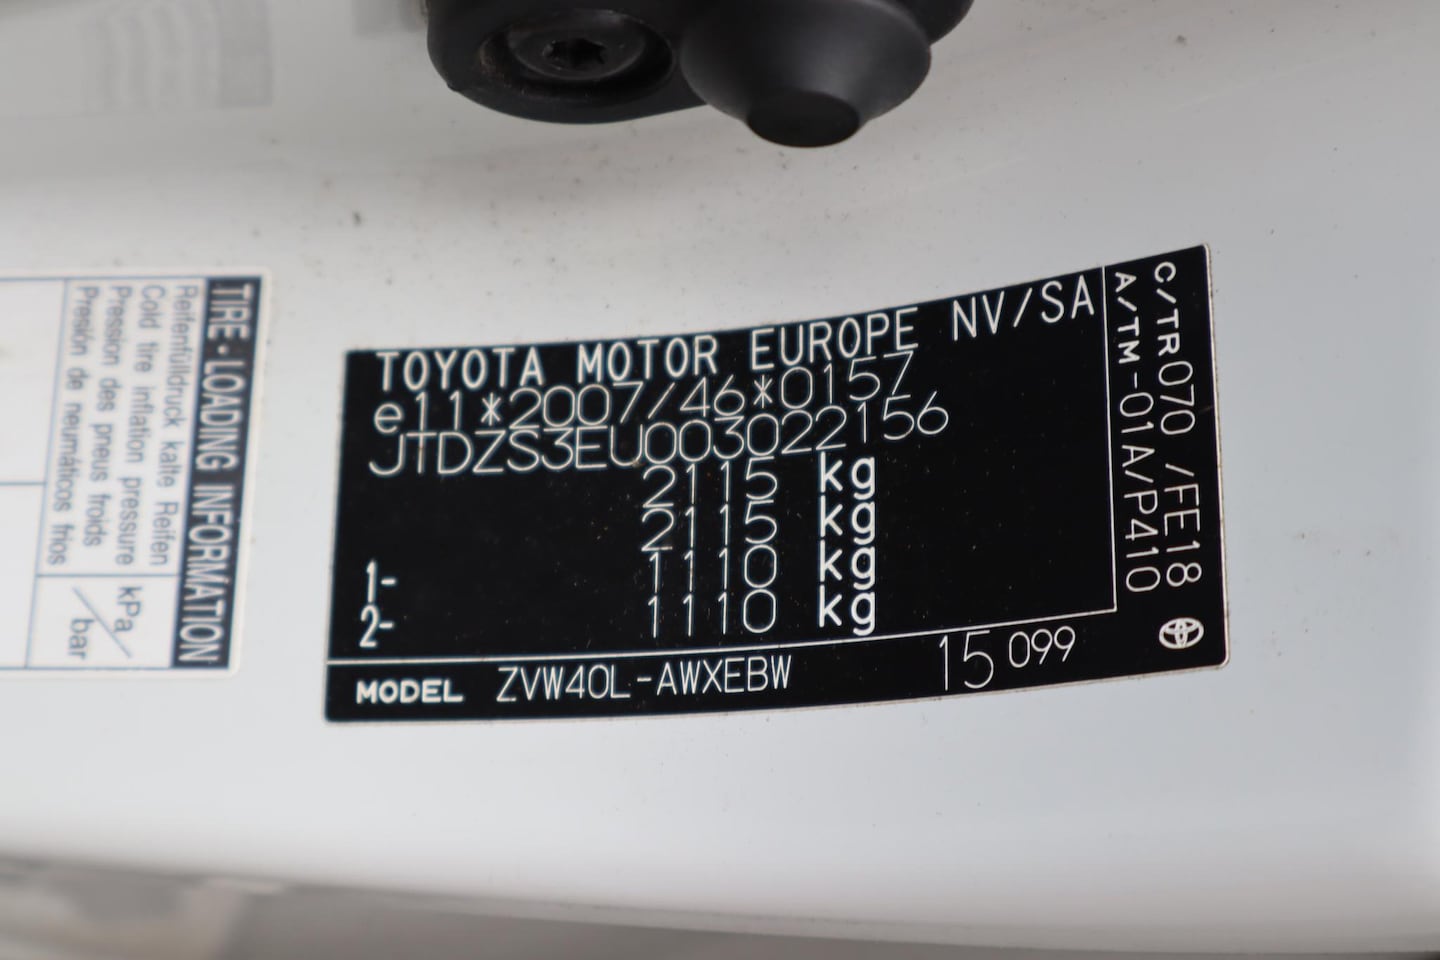 TIRE・LOADING INFORMATION
Reifenfülldruck kalte Reifen
Cold tire inflation pressure
Pression des pneus froids
Presión de neumáticos fríos
kPa/bar
TOYOTA MOTOR EUROPE NV/SA
e11*2007/46*0157
JTDZS3EU003022156
2115 kg
2115 kg
1- 1110 kg
2- 1110 kg
MODEL ZVW40L-AWXEBW 15 099
C/TR070 /FE18
A/TM-01A/P410